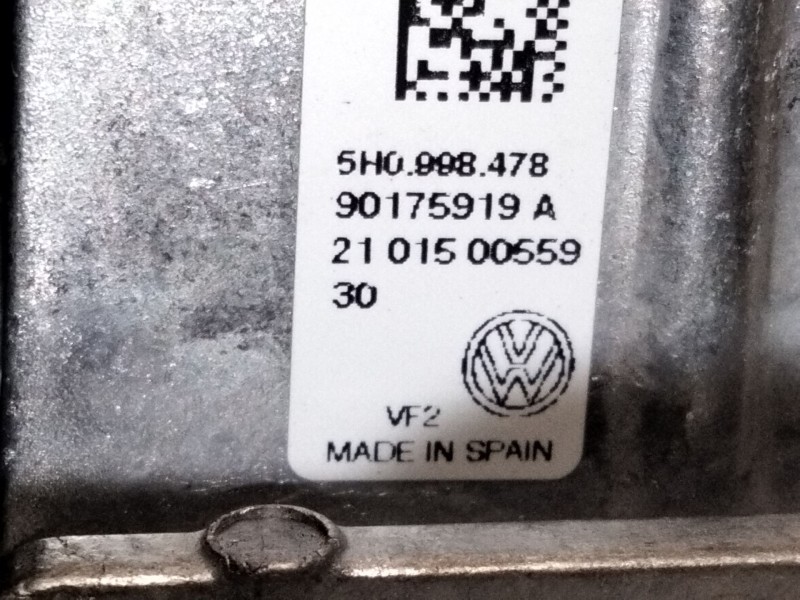 5H0.998.478
90175919 A
21 015 00559
30
VF2
MADE IN SPAIN